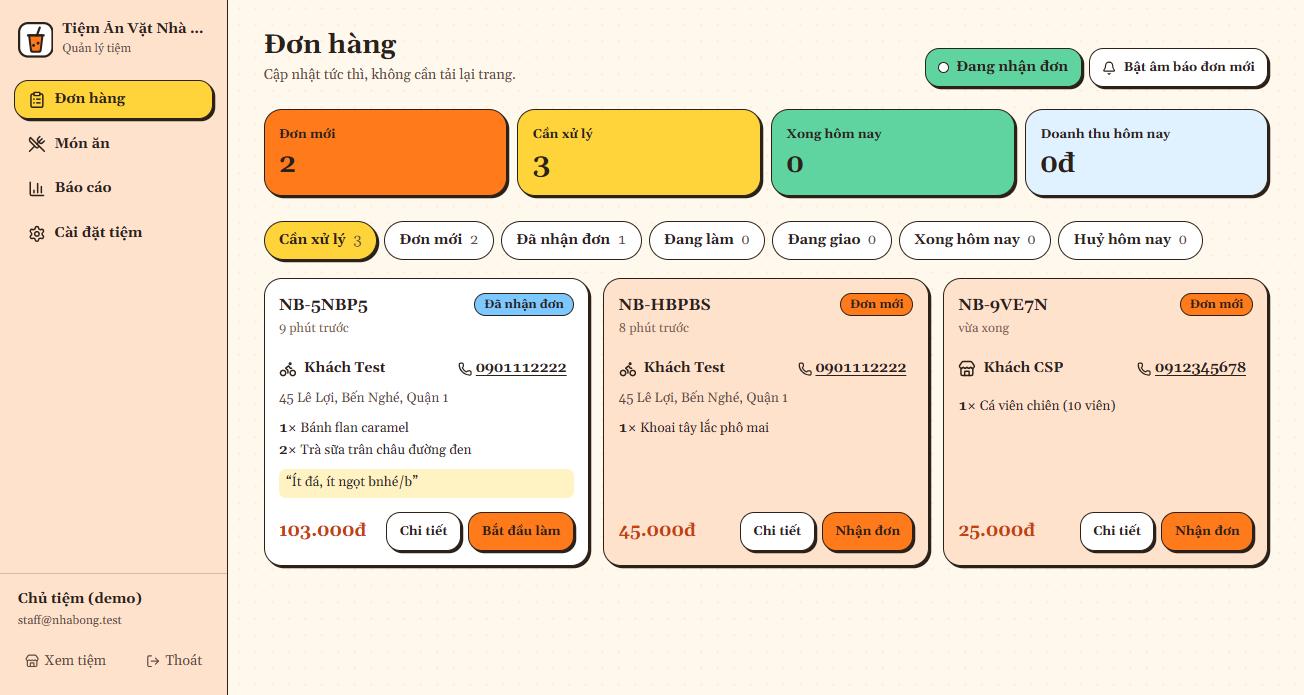 Tiệm Ăn Vặt Nhà ...
Quản lý tiệm
Đơn hàng
Món ăn
Báo cáo
Cài đặt tiệm
Chủ tiệm (demo)
staff@nhabong.test
Xem tiệm
Thoát
Đơn hàng
Cập nhật tức thì, không cần tải lại trang.
Đang nhận đơn
Bật âm báo đơn mới
Đơn mới
2
Cần xử lý
3
Xong hôm nay
0
Doanh thu hôm nay
0đ
Cần xử lý 3
Đơn mới 2
Đã nhận đơn 1
Đang làm 0
Đang giao 0
Xong hôm nay 0
Huỷ hôm nay 0
NB-5NBP5
Đã nhận đơn
9 phút trước
Khách Test
0901112222
45 Lê Lợi, Bến Nghé, Quận 1
1× Bánh flan caramel
2× Trà sữa trân châu đường đen
“Ít đá, ít ngọt bnhé/b”
103.000đ
Chi tiết
Bắt đầu làm
NB-HBPBS
Đơn mới
8 phút trước
Khách Test
0901112222
45 Lê Lợi, Bến Nghé, Quận 1
1× Khoai tây lắc phô mai
45.000đ
Chi tiết
Nhận đơn
NB-9VE7N
Đơn mới
vừa xong
Khách CSP
0912345678
1× Cá viên chiên (10 viên)
25.000đ
Chi tiết
Nhận đơn